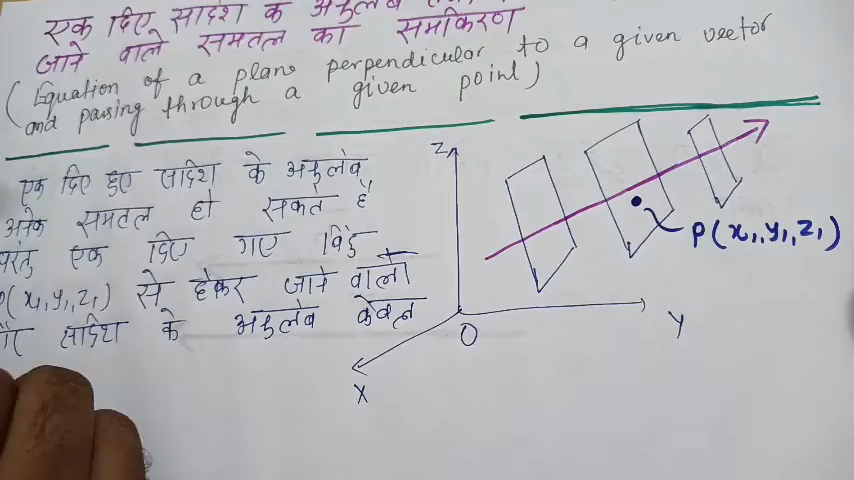 एक दिए सदिश के अनुलंब
जाने वाले समतल का समीकरण
(Equation of a plane perpendicular to a given vector
and passing through a given point)
एक दिए हुए सदिश के अनुलंब
अनेक समतल हो सकते है
परंतु एक दिए गए बिंदु
P(x₁,y₁,z₁) से होकर जाने वाली
गए सदिश के अनुलंब केवल
Z
P(x₁,y₁,z₁)
O
Y
X